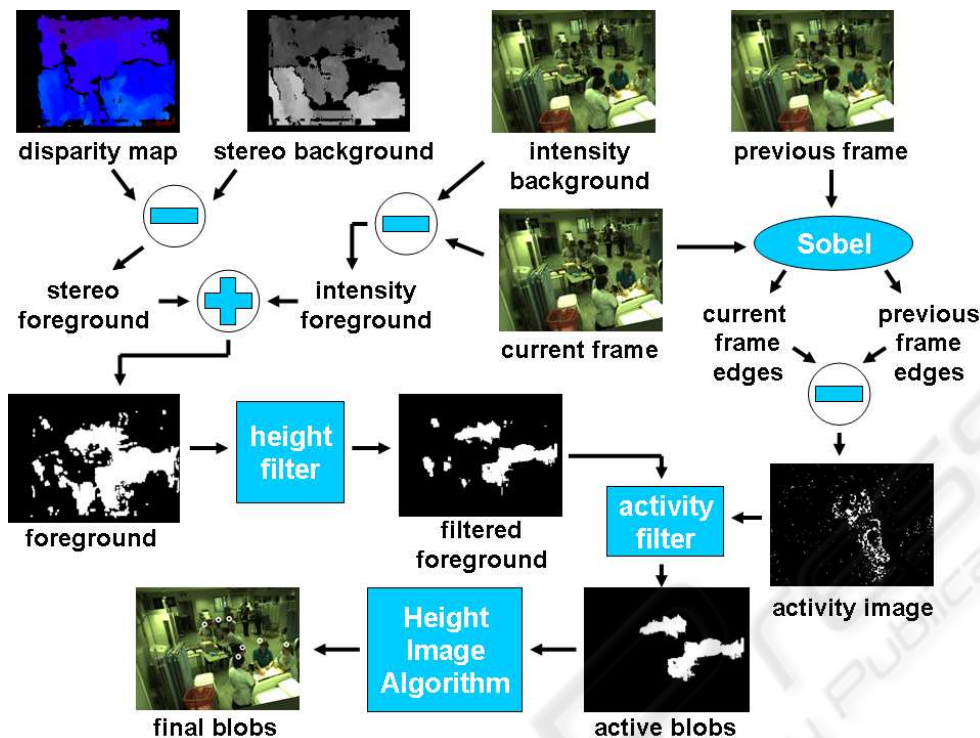 disparity map
stereo background
intensity
background
previous frame
Sobel
stereo
foreground
intensity
foreground
current frame
current
frame
edges
previous
frame
edges
height
filter
foreground
filtered
foreground
activity
filter
activity image
Height
Image
Algorithm
final blobs
active blobs